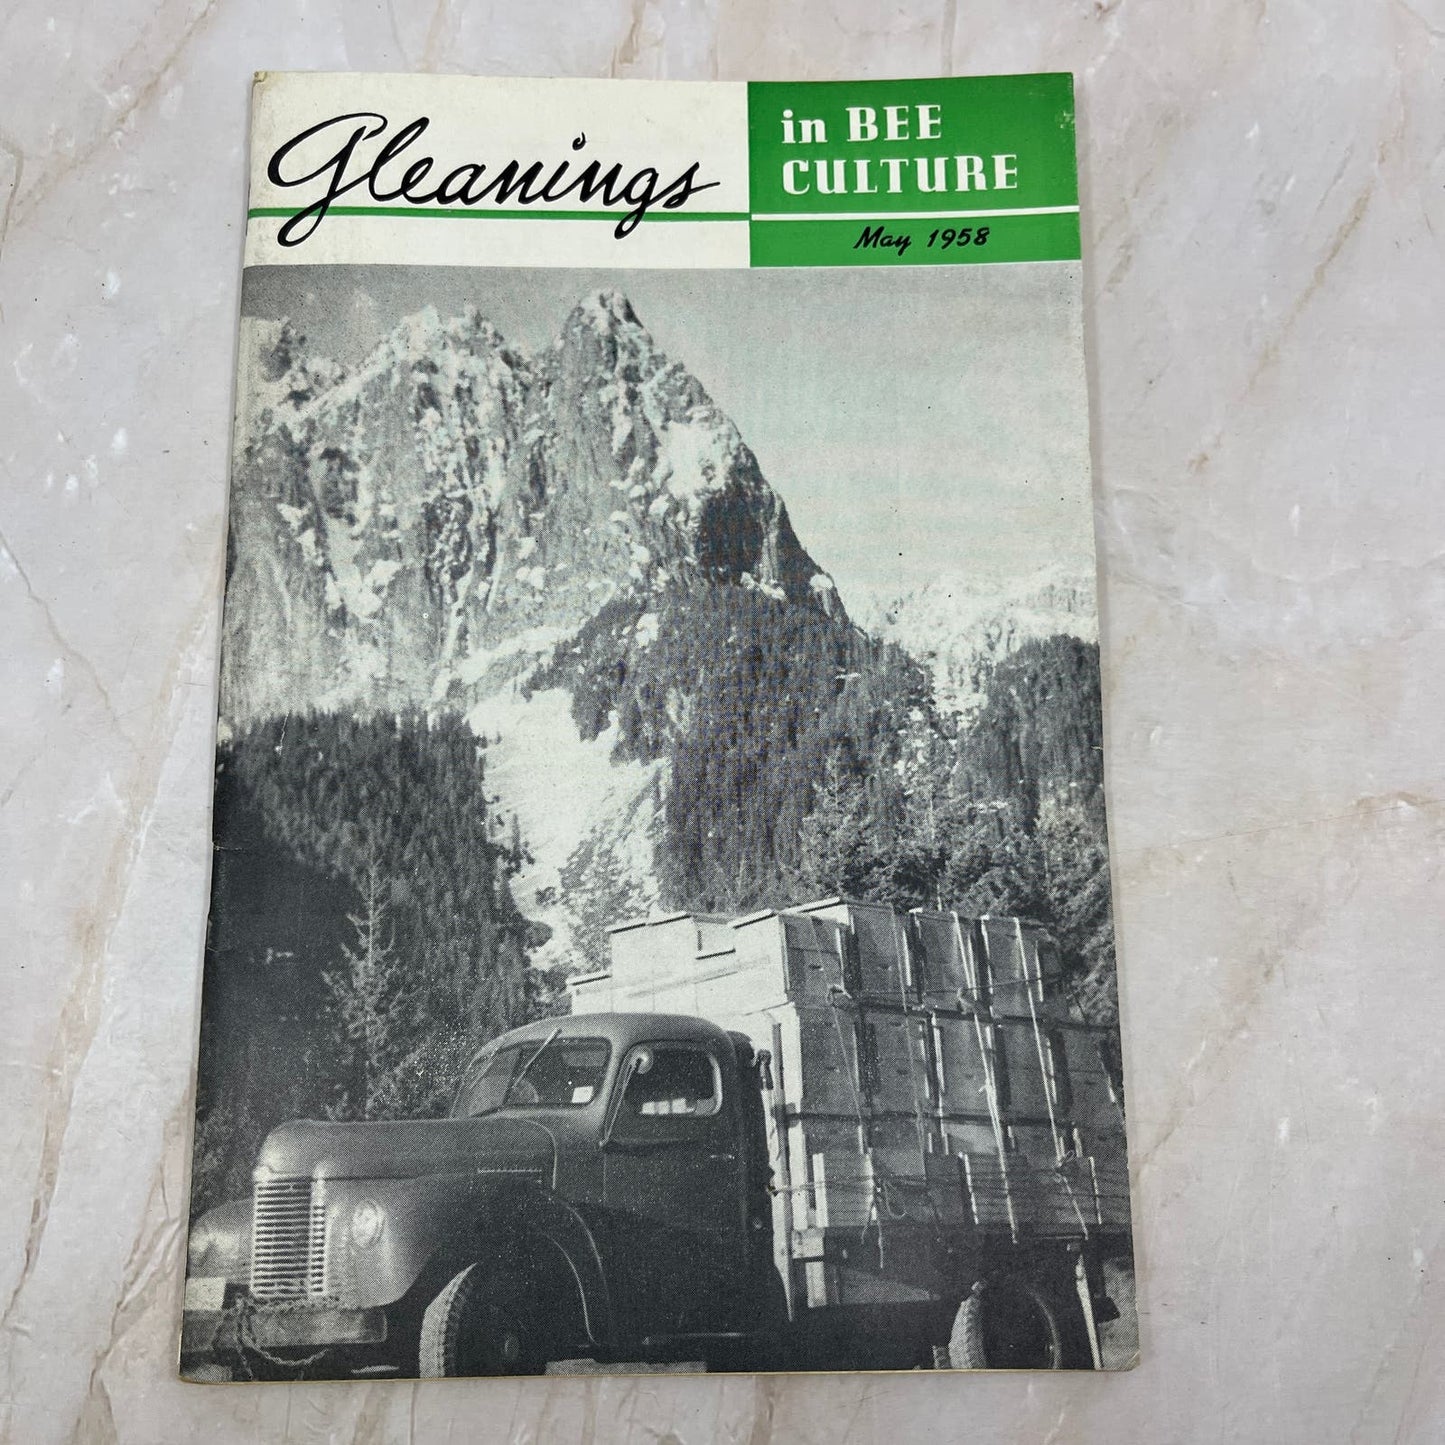 Gleanings
in BEE
CULTURE
May 1958